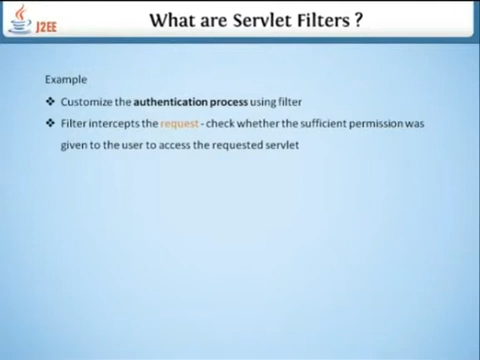 What are Servlet Filters ?
J2EE
Example
❖ Customize the authentication process using filter
❖ Filter intercepts the request - check whether the sufficient permission was
given to the user to access the requested servlet